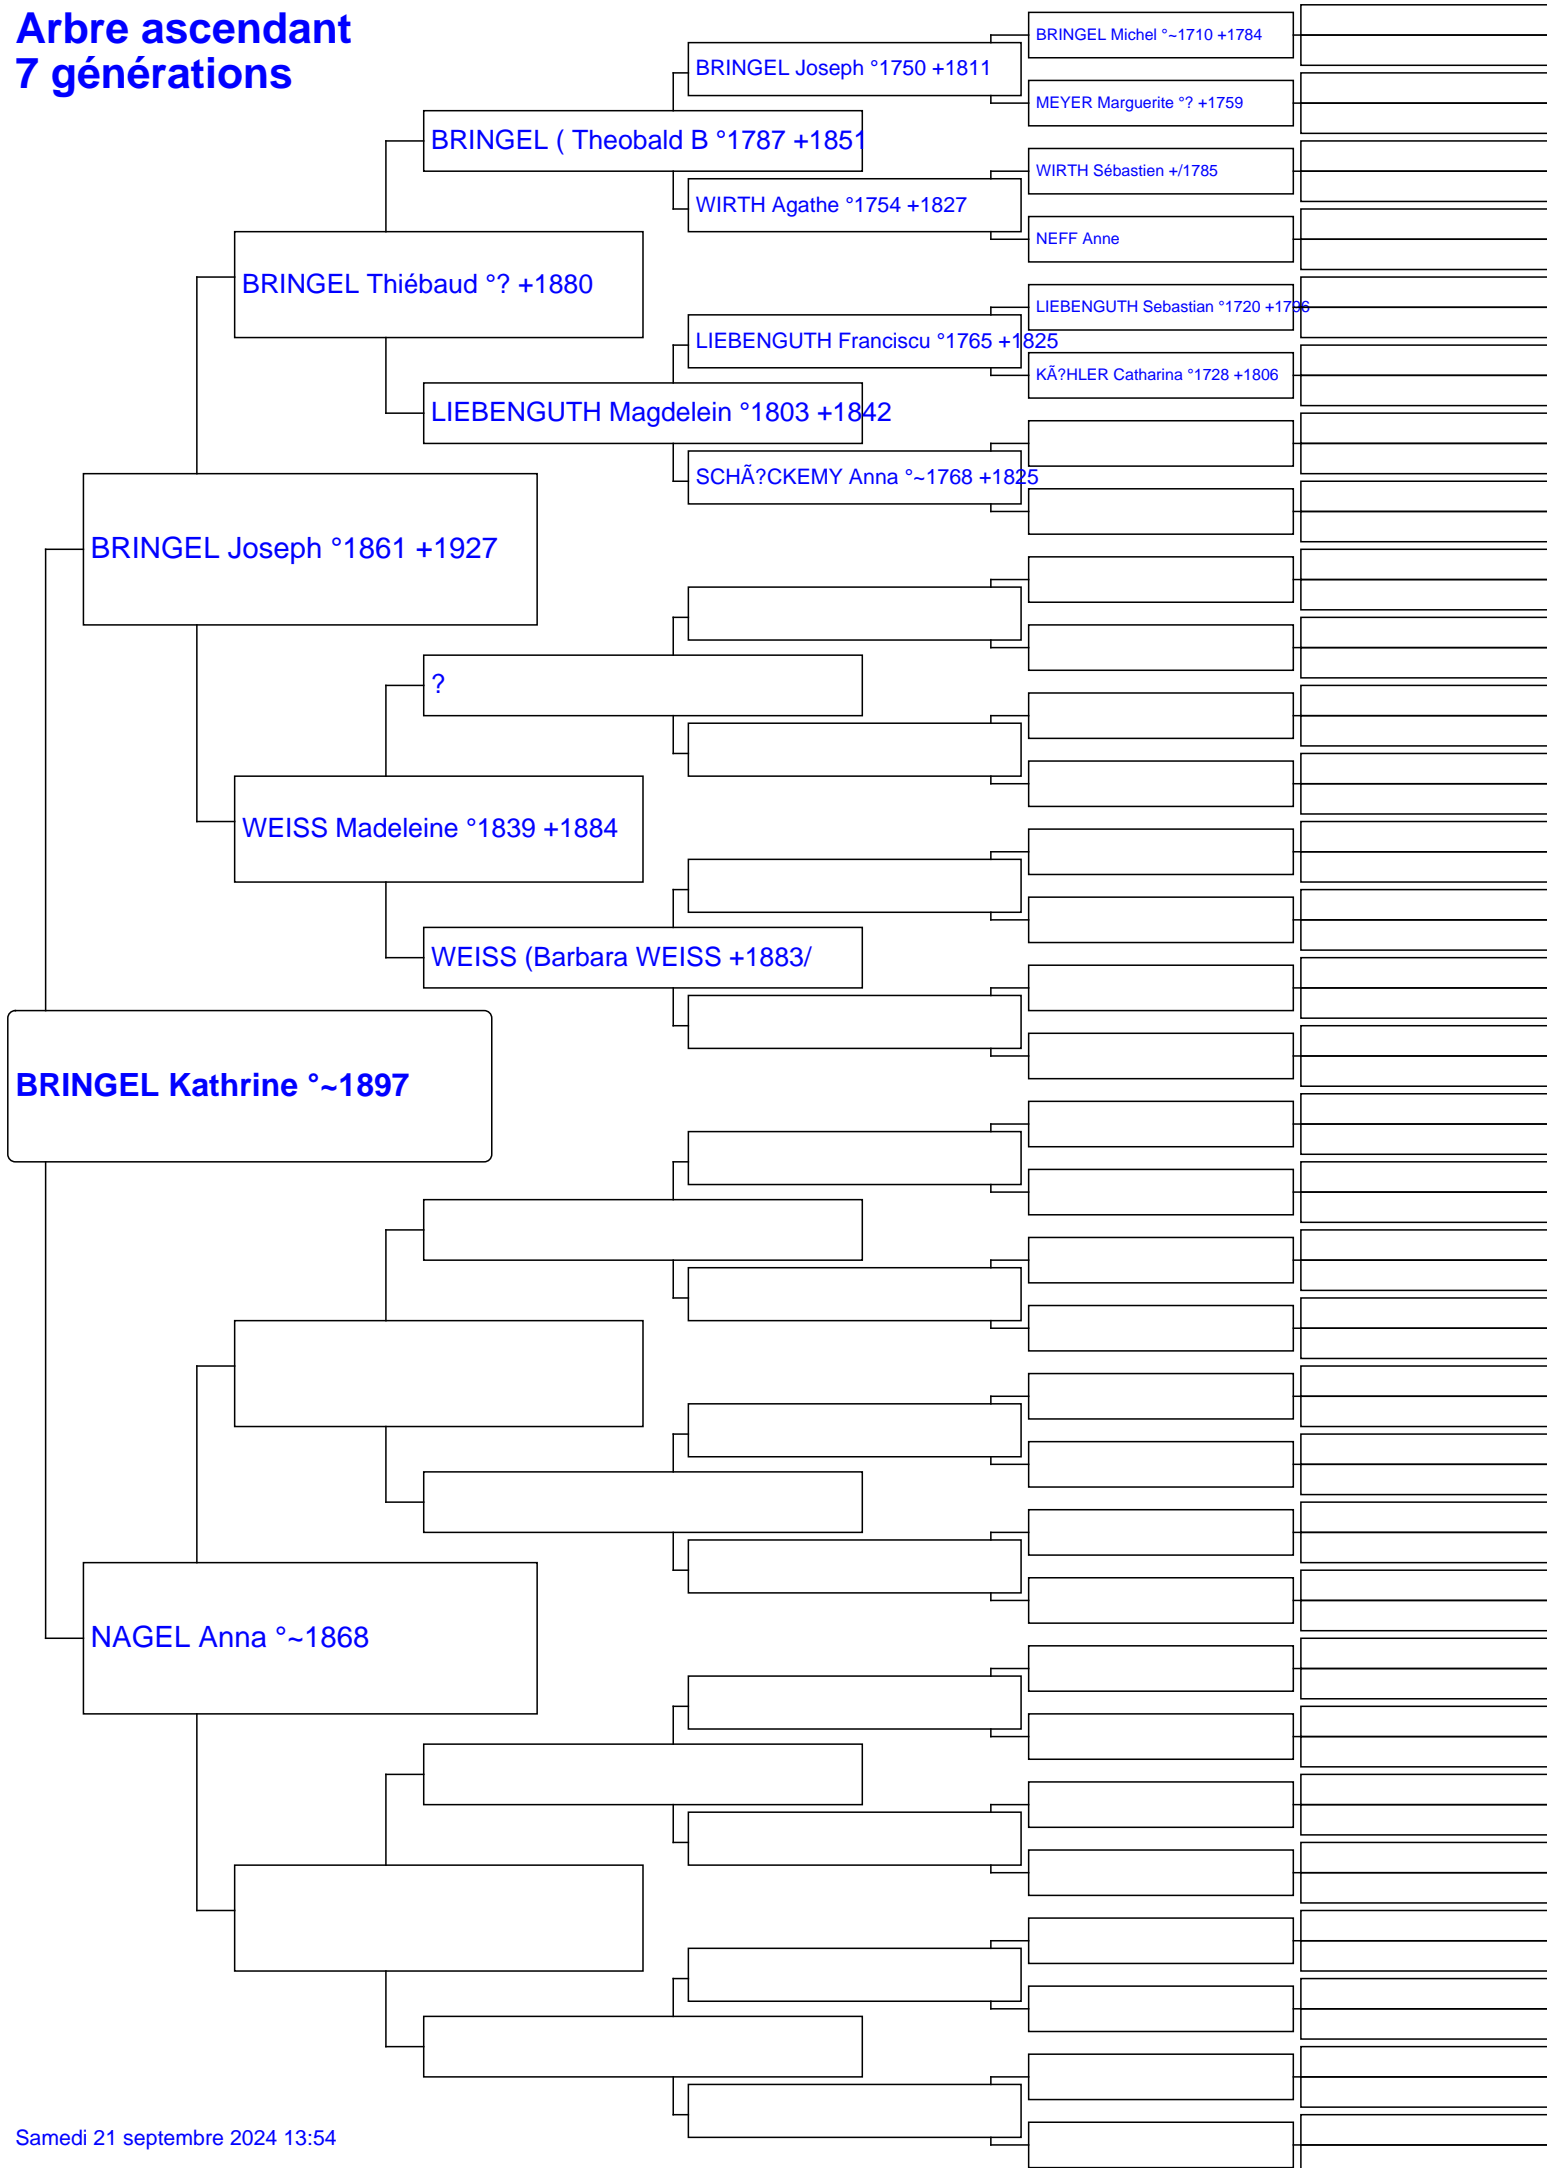 Arbre ascendant
7 générations
BRINGEL Michel °~1710 +1784
BRINGEL Joseph °1750 +1811
MEYER Marguerite °? +1759
BRINGEL ( Theobald B °1787 +1851
WIRTH Sébastien +/1785
WIRTH Agathe °1754 +1827
NEFF Anne
BRINGEL Thiébaud °? +1880
LIEBENGUTH Sebastian °1720 +1796
LIEBENGUTH Franciscu °1765 +1825
KÃ?HLER Catharina °1728 +1806
LIEBENGUTH Magdelein °1803 +1842
SCHÃ?CKEMY Anna °~1768 +1825
BRINGEL Joseph °1861 +1927
?
WEISS Madeleine °1839 +1884
WEISS (Barbara WEISS +1883/
BRINGEL Kathrine °~1897
NAGEL Anna °~1868
Samedi 21 septembre 2024 13:54